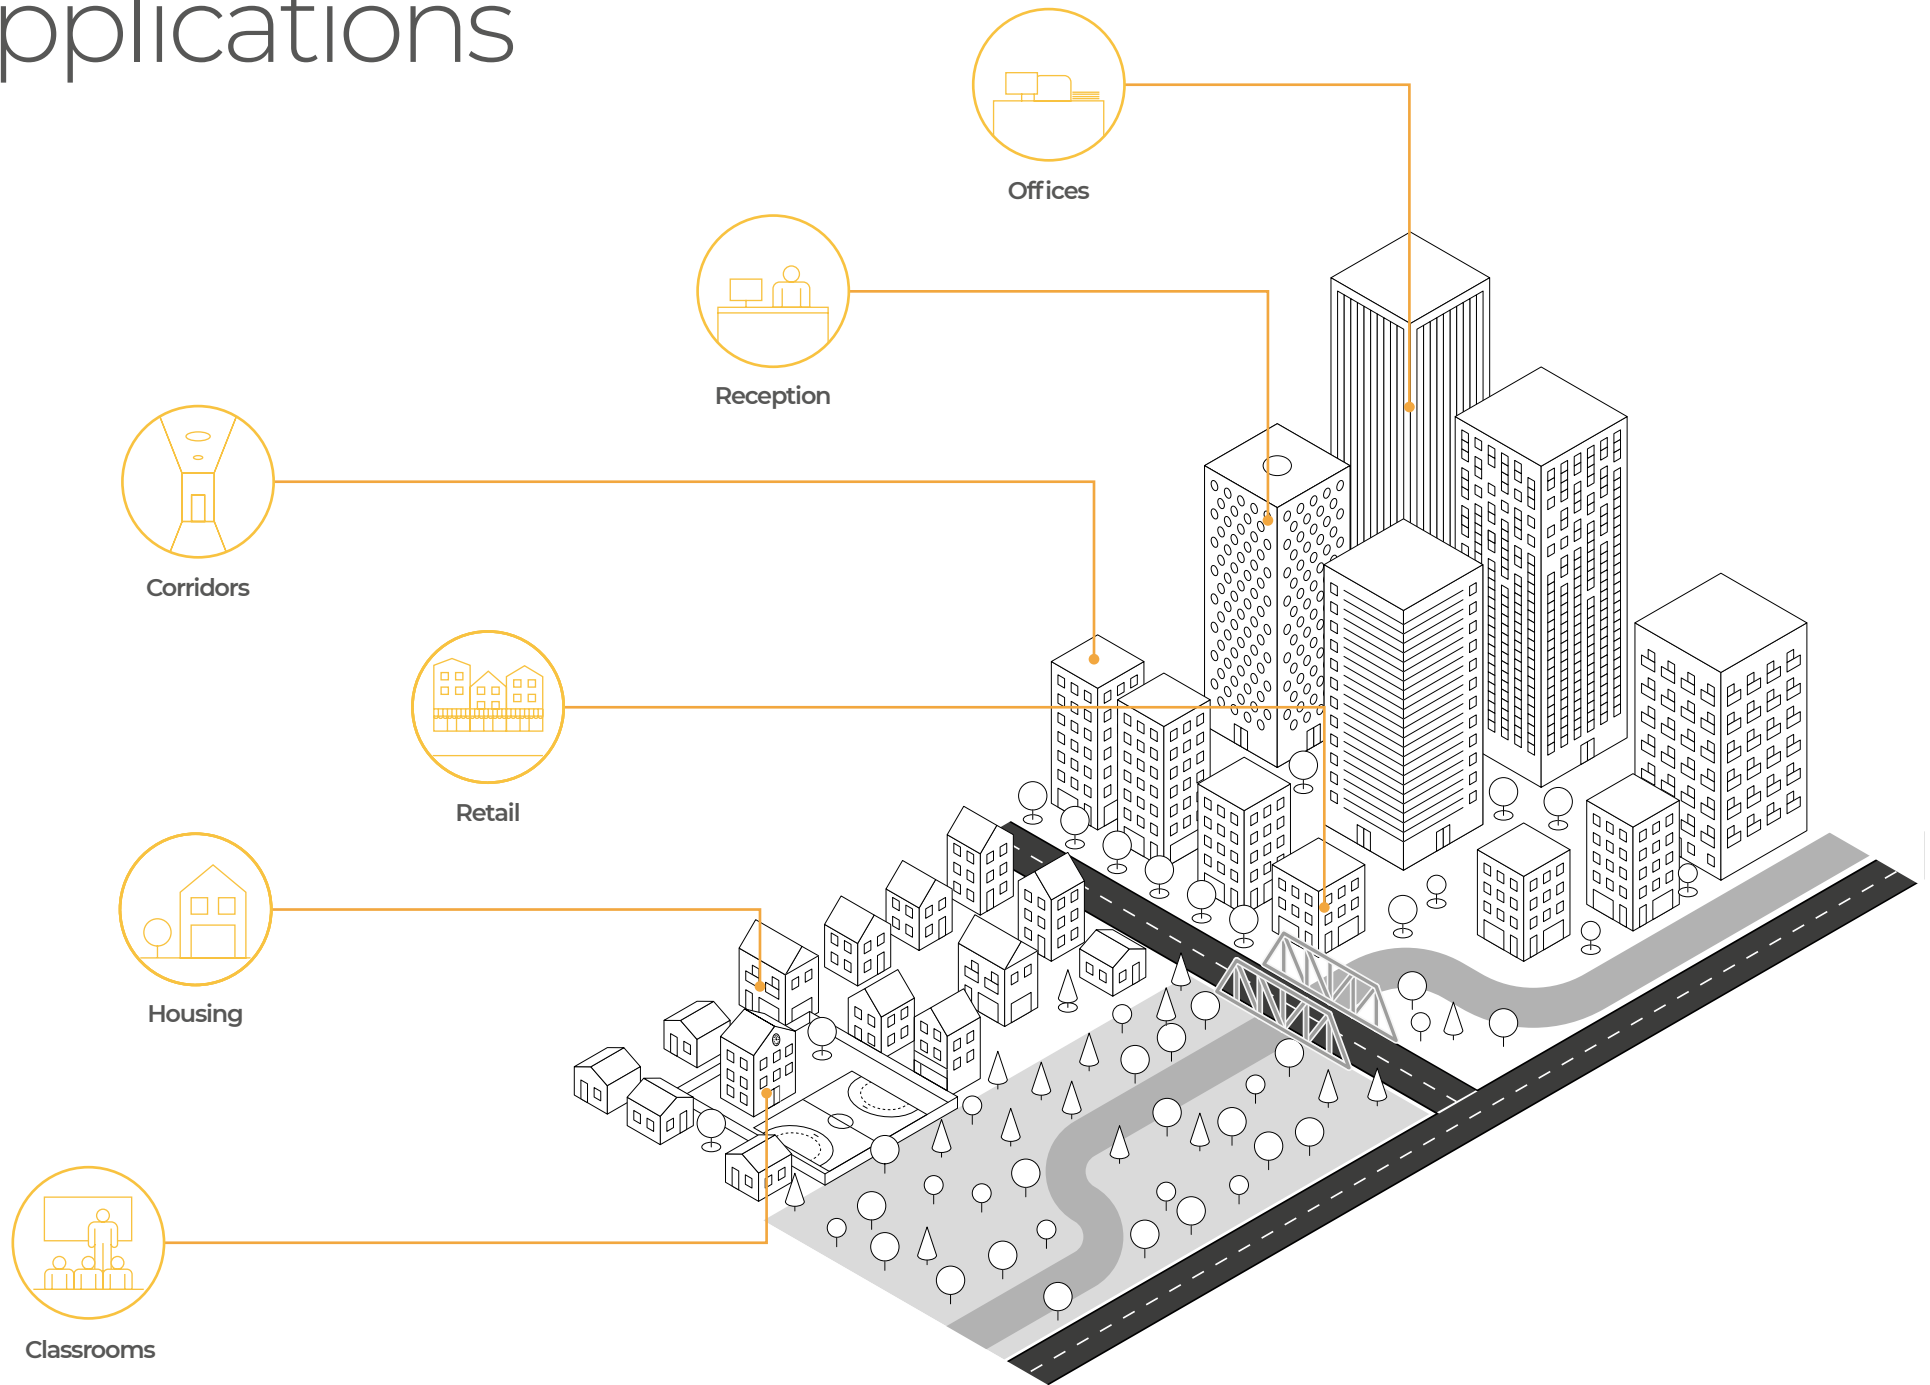 pplications
Offices
Reception
Corridors
Retail
Housing
Classrooms